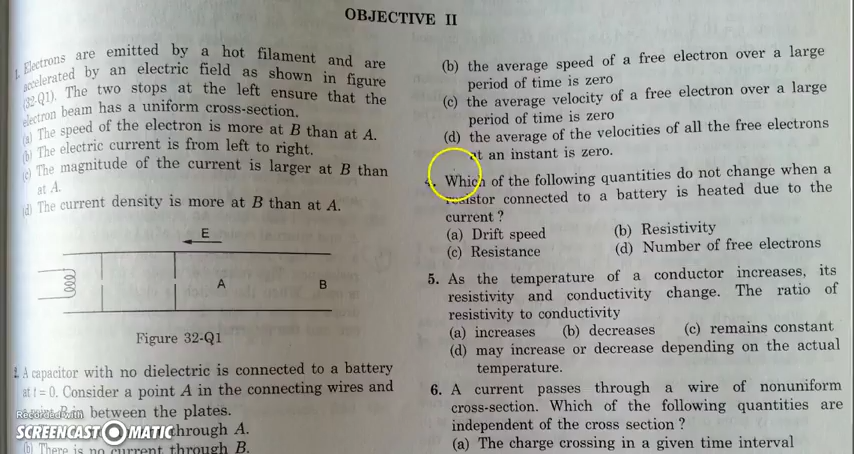 OBJECTIVE II
1. Electrons are emitted by a hot filament and are
accelerated by an electric field as shown in figure
(32-Q1). The two stops at the left ensure that the
electron beam has a uniform cross-section.
(a) The speed of the electron is more at B than at A.
(b) The electric current is from left to right.
(c) The magnitude of the current is larger at B than
at A.
(d) The current density is more at B than at A.
E
A B
Figure 32-Q1
2. A capacitor with no dielectric is connected to a battery
at t = 0. Consider a point A in the connecting wires and
B in between the plates.
through A.
(b) There is no current through B.
Recorded with
SCREENCAST O MATIC
(b) the average speed of a free electron over a large
period of time is zero
(c) the average velocity of a free electron over a large
period of time is zero
(d) the average of the velocities of all the free electrons
at an instant is zero.
4. Which of the following quantities do not change when a
resistor connected to a battery is heated due to the
current ?
(a) Drift speed (b) Resistivity
(c) Resistance (d) Number of free electrons
5. As the temperature of a conductor increases, its
resistivity and conductivity change. The ratio of
resistivity to conductivity
(a) increases (b) decreases (c) remains constant
(d) may increase or decrease depending on the actual
temperature.
6. A current passes through a wire of nonuniform
cross-section. Which of the following quantities are
independent of the cross section ?
(a) The charge crossing in a given time interval